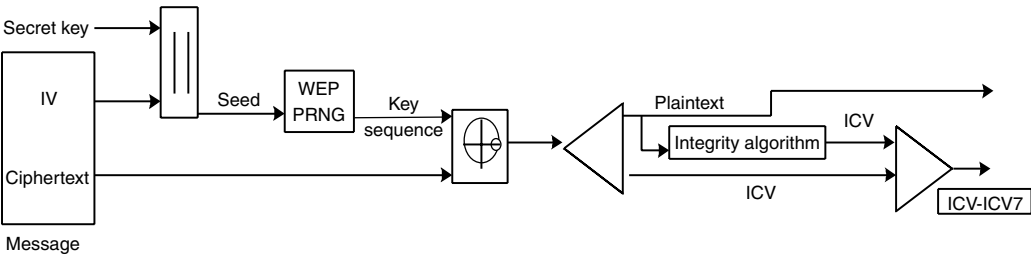 Secret key
IV
Ciphertext
Message
Seed
WEP
PRNG
Key
sequence
Plaintext
Integrity algorithm
ICV
ICV
ICV-ICV7